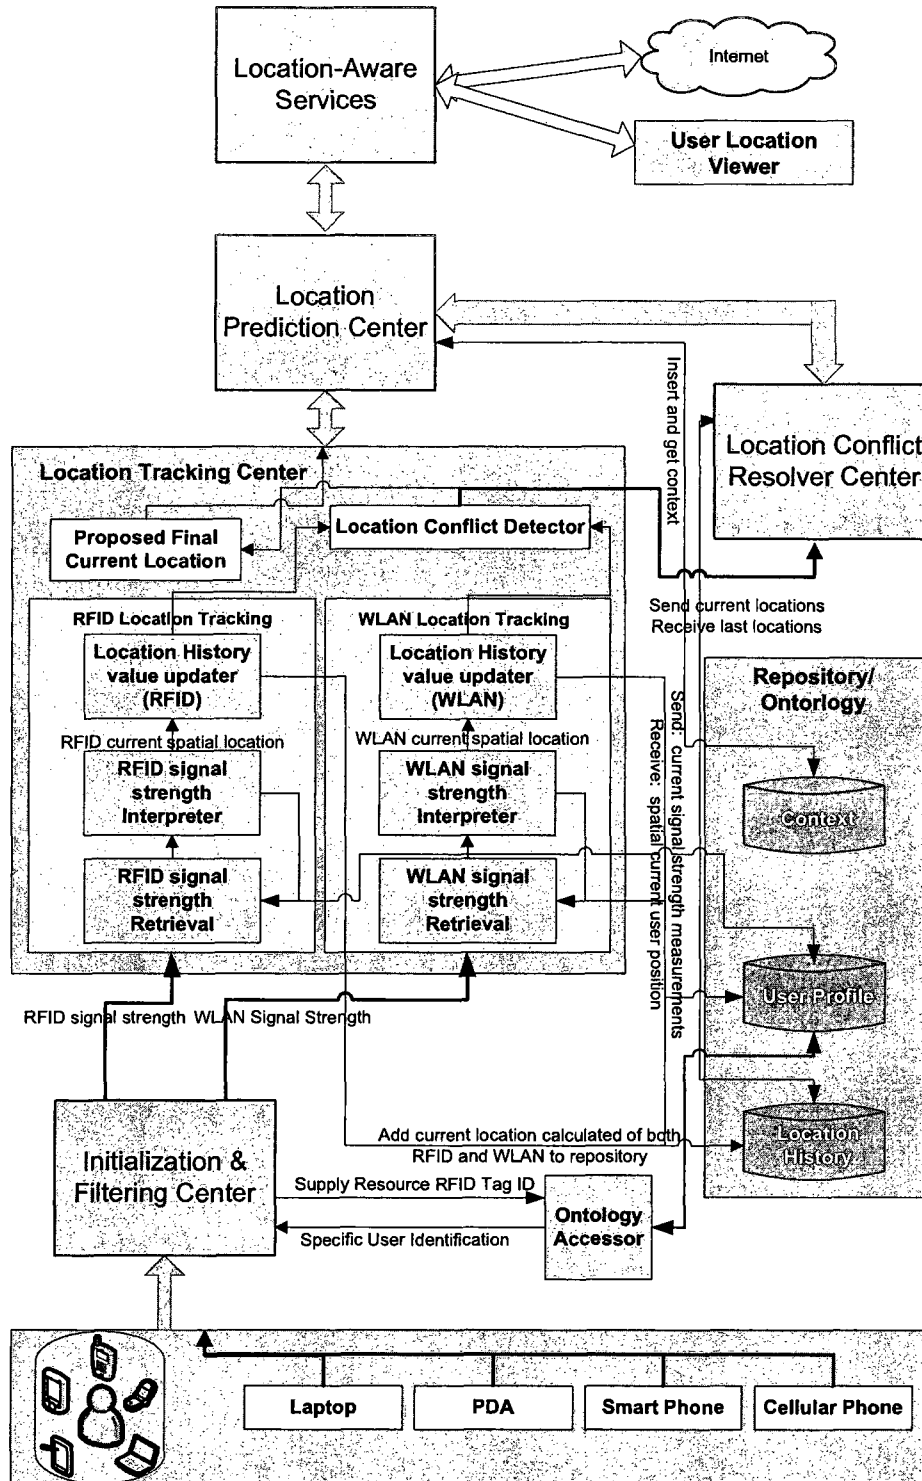 Location-Aware
Services
Internet
User Location
Viewer
Location
Prediction Center
Insert and get context
Location Conflict
Resolver Center
Location Tracking Center
Proposed Final
Current Location
Location Conflict Detector
Send current locations
Receive last locations
RFID Location Tracking
Location History
value updater
(RFID)
RFID current spatial location
RFID signal
strength
Interpreter
RFID signal
strength
Retrieval
WLAN Location Tracking
Location History
value updater
(WLAN)
WLAN current spatial location
WLAN signal
strength
Interpreter
WLAN signal
strength
Retrieval
Send: current signal strength measurements
Receive: spatial current user position
Repository/
Ontorlogy
Context
User Profile
Location
History
RFID signal strength
WLAN Signal Strength
Add current location calculated of both
RFID and WLAN to repository
Initialization &
Filtering Center
Supply Resource RFID Tag ID
Specific User Identification
Ontology
Accessor
Laptop
PDA
Smart Phone
Cellular Phone